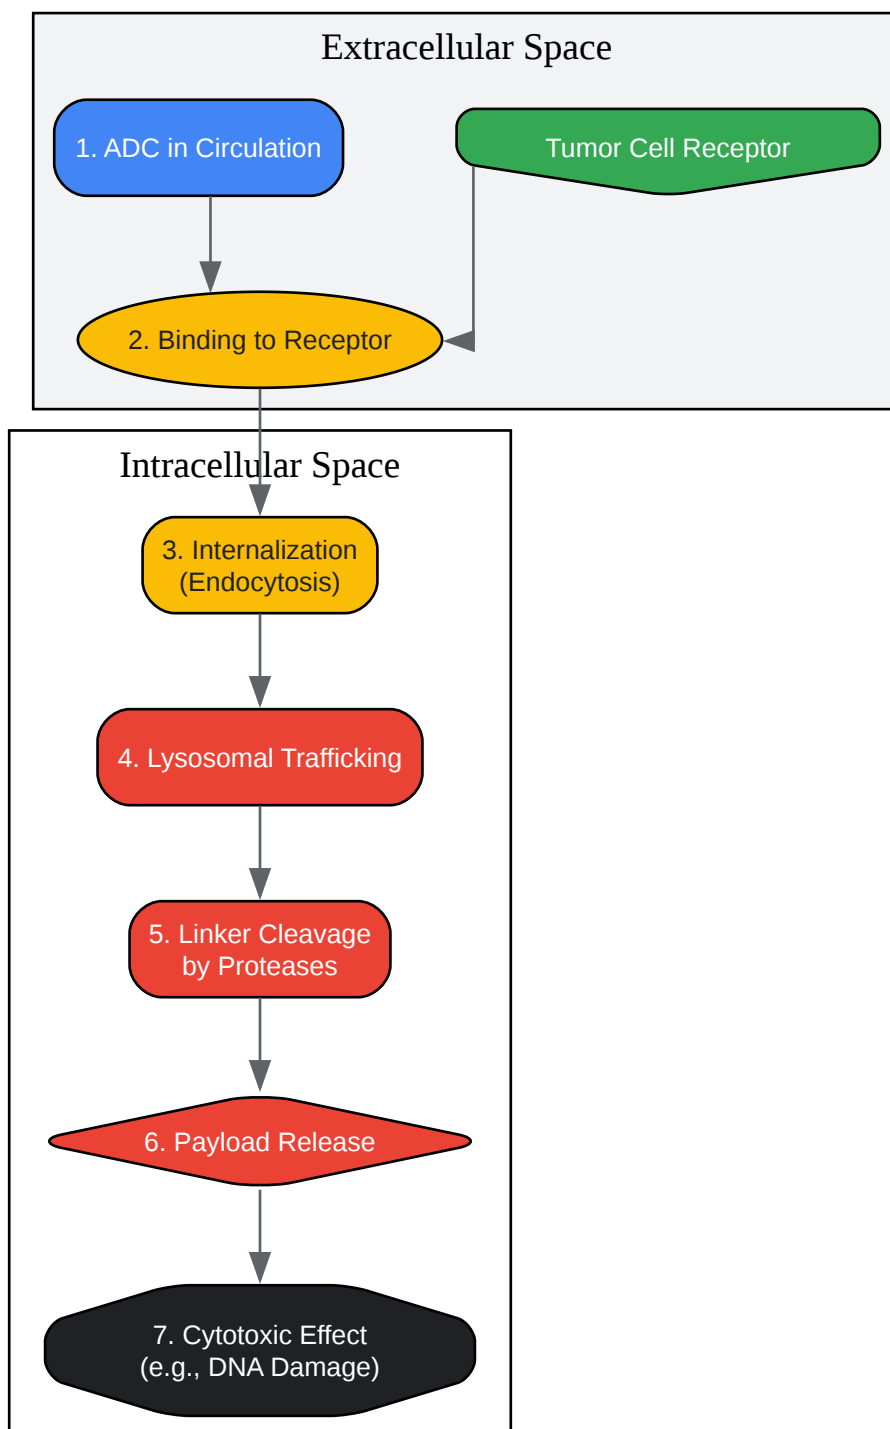 Extracellular Space
1. ADC in Circulation
Tumor Cell Receptor
2. Binding to Receptor
Intracellular Space
3. Internalization
(Endocytosis)
4. Lysosomal Trafficking
5. Linker Cleavage
by Proteases
6. Payload Release
7. Cytotoxic Effect
(e.g., DNA Damage)